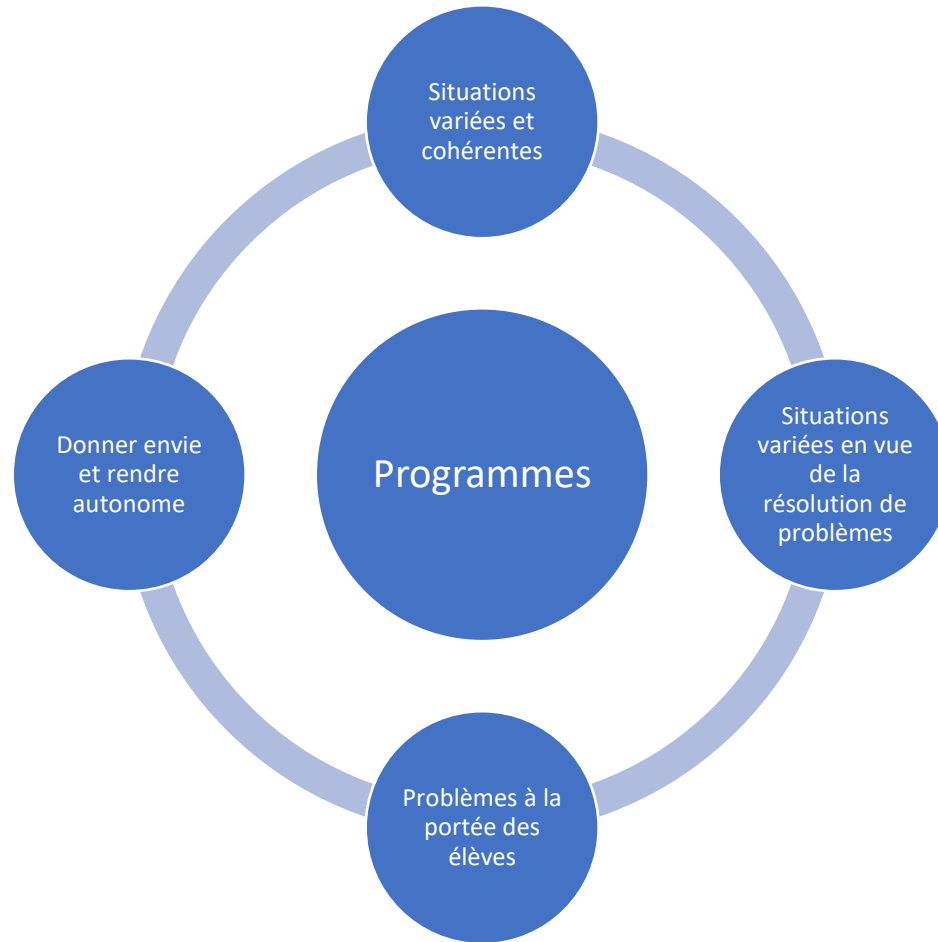 Situations
variées et
cohérentes
Donner envie
et rendre
autonome
Programmes
Situations
variées en vue
de la
résolution de
problèmes
Problèmes à la
portée des
élèves